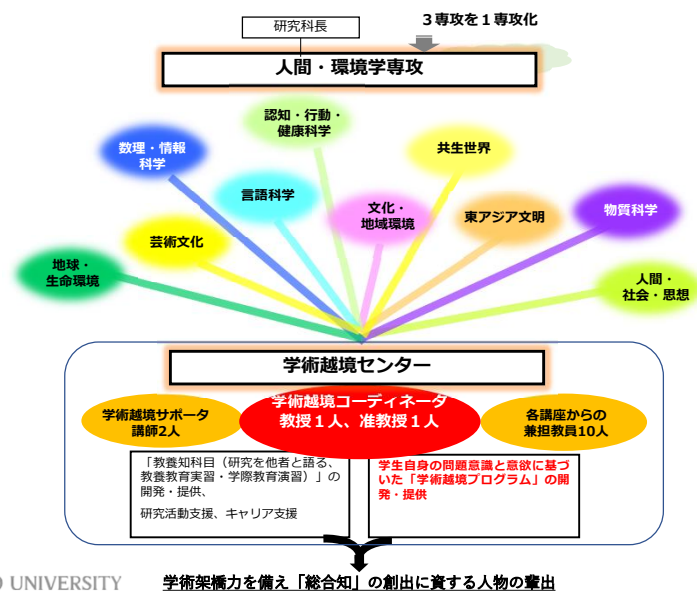 研究科長
3専攻を1専攻化
人間・環境学専攻
認知・行動・
健康科学
数理・情報
科学
共生世界
言語科学
文化・
地域環境
東アジア文明
物質科学
芸術文化
地球・
生命環境
人間・
社会・思想
学術越境センター
学術越境サポータ
講師2人
学術越境コーディネータ
教授1人、准教授1人
各講座からの
兼担教員10人
「教養知科目（研究を他者と語る、
教養教育実習・学際教育演習）」の
開発・提供、
研究活動支援、キャリア支援
学生自身の問題意識と意欲に基づ
いた「学術越境プログラム」の開
発・提供
UNIVERSITY
学術架橋力を備え「総合知」の創出に資する人物の輩出